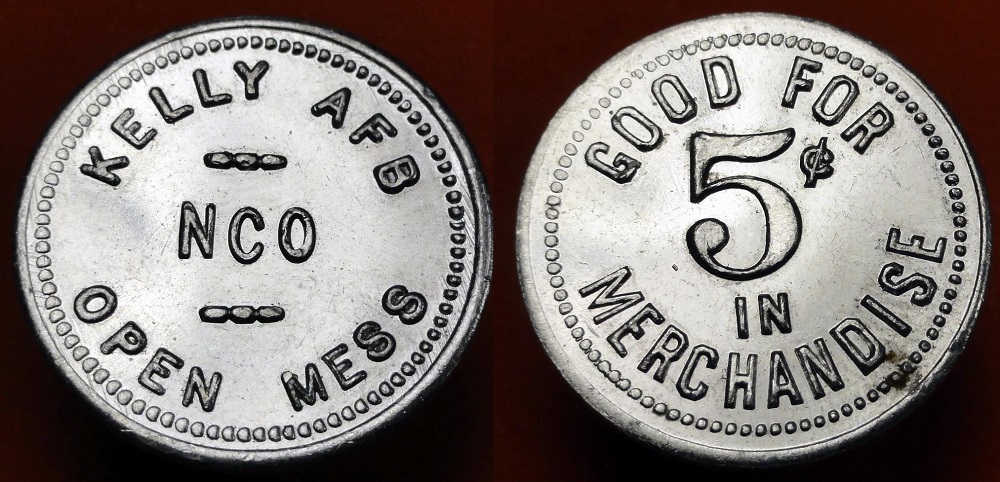 KELLY AFB
NCO
OPEN MESS
GOOD FOR
5¢
IN
MERCHANDISE